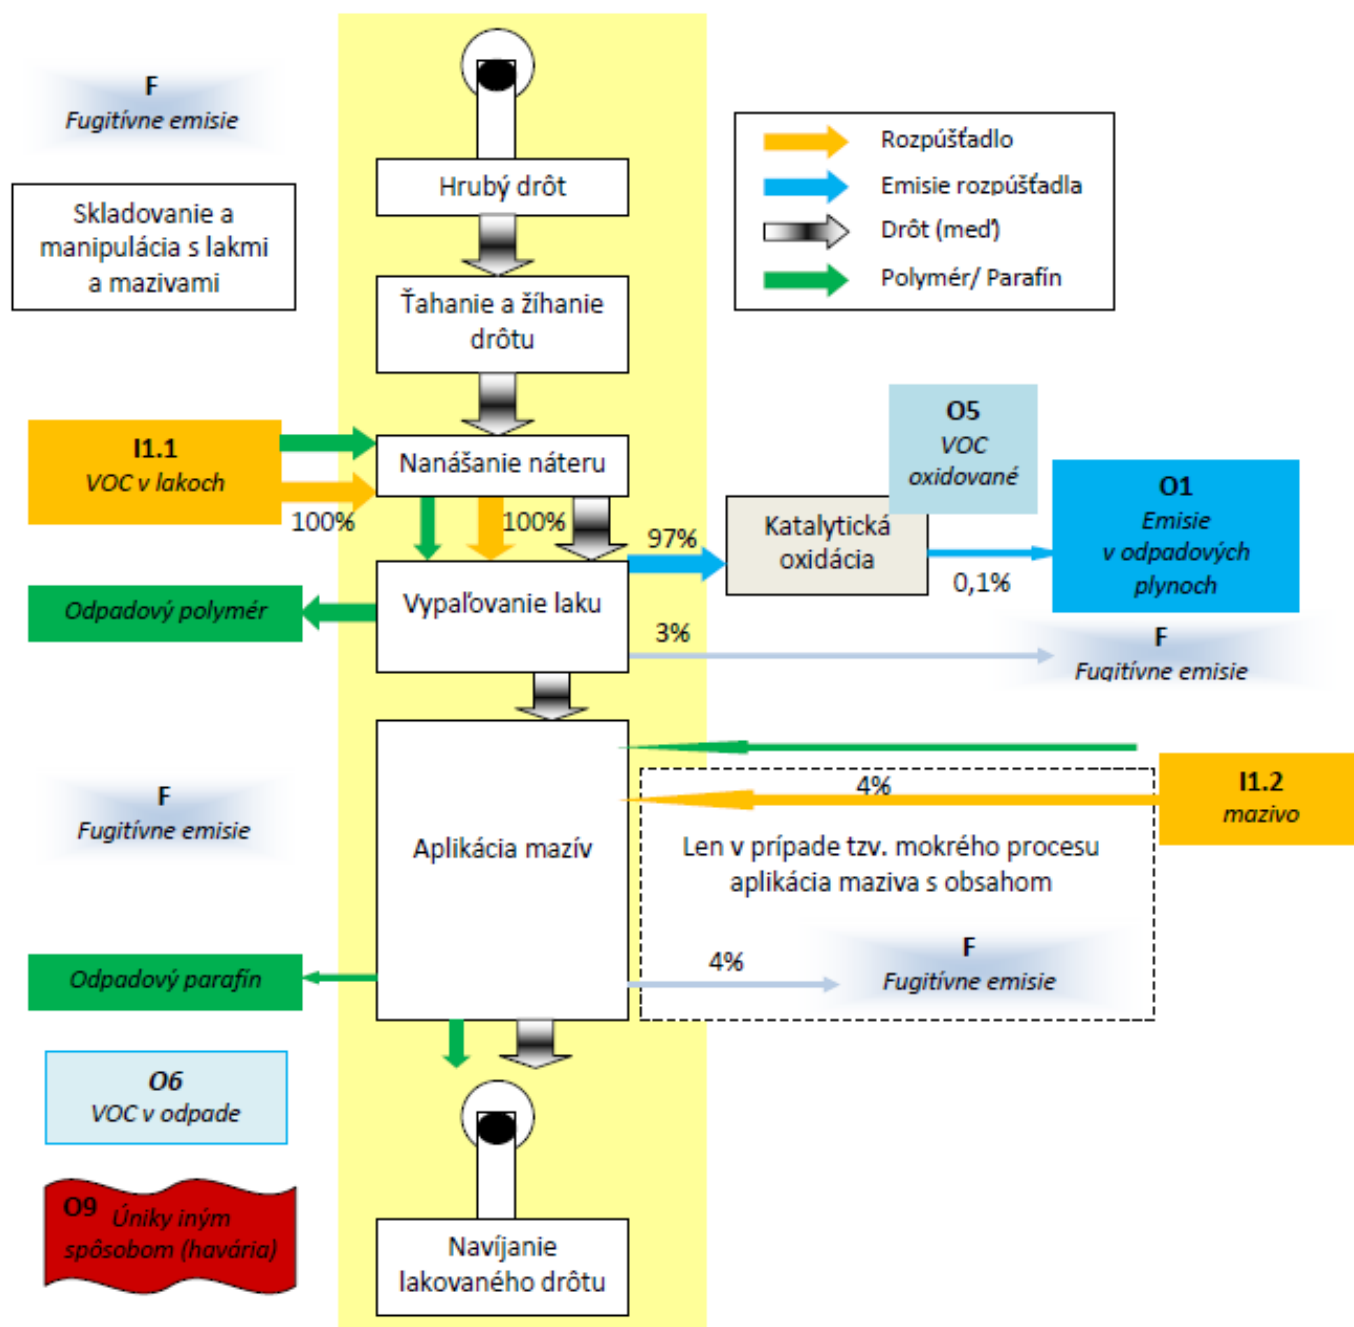 F
Fugitívne emisie
Skladovanie a
manipulácia s lakmi
a mazivami
Hrubý drôt
Rozpúšťadlo
Emisie rozpúšťadla
Drôt (meď)
Polymér/ Parafín
Ťahanie a žíhanie
drôtu
I1.1
VOC v lakoch
100%
Nanášanie náteru
100%
O5
VOC
oxidované
97%
Katalytická
oxidácia
0,1%
O1
Emisie
v odpadových
plynoch
Odpadový polymér
Vypaľovanie laku
3%
F
Fugitívne emisie
F
Fugitívne emisie
Aplikácia mazív
4%
I1.2
mazivo
Len v prípade tzv. mokrého procesu
aplikácia maziva s obsahom
4%
F
Fugitívne emisie
Odpadový parafín
O6
VOC v odpade
O9 Úniky iným
spôsobom (havária)
Navíjanie
lakovaného drôtu